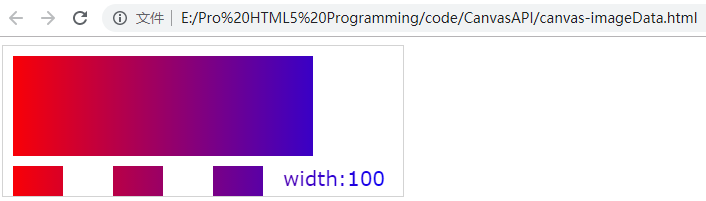 文件 | E:/Pro%20HTML5%20Programming/code/CanvasAPI/canvas-imageData.html
width:100